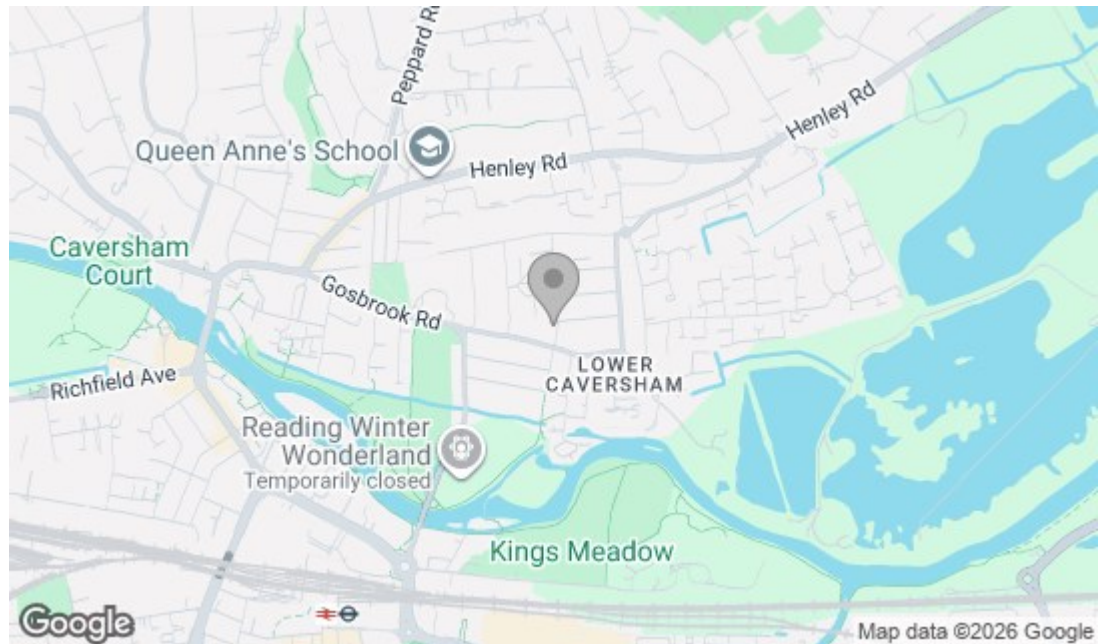 Peppard Rd
Henley Rd
Queen Anne's School
Henley Rd
Caversham
Court
Gosbrook Rd
LOWER
CAVERSHAM
Richfield Ave
Reading Winter
Wonderland
Temporarily closed
Kings Meadow
Google
Map data ©2026 Google